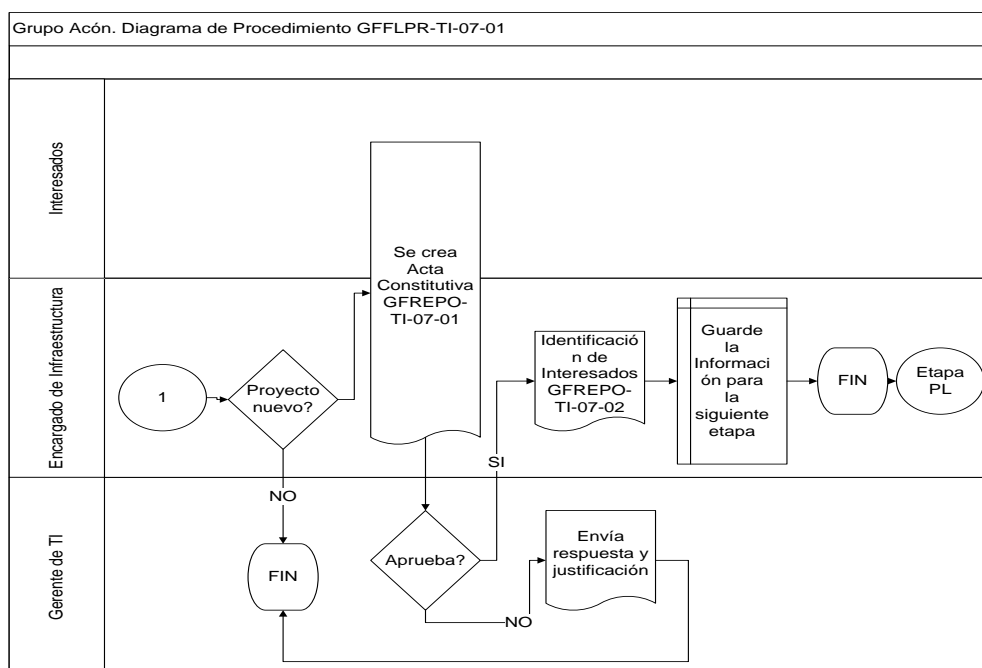 Grupo Acón. Diagrama de Procedimiento GFFLPR-TI-07-01
Interesados
Se crea
Acta
Constitutiva
GFREPO-
TI-07-01
Encargado de Infraestructura
1
Proyecto
nuevo?
Identificació
n de
Interesados
GFREPO-
TI-07-02
Guarde
la
Informaci
ón para
la
siguiente
etapa
FIN
Etapa
PL
SI
NO
Gerente de TI
FIN
Aprueba?
NO
Envía
respuesta y
justificación